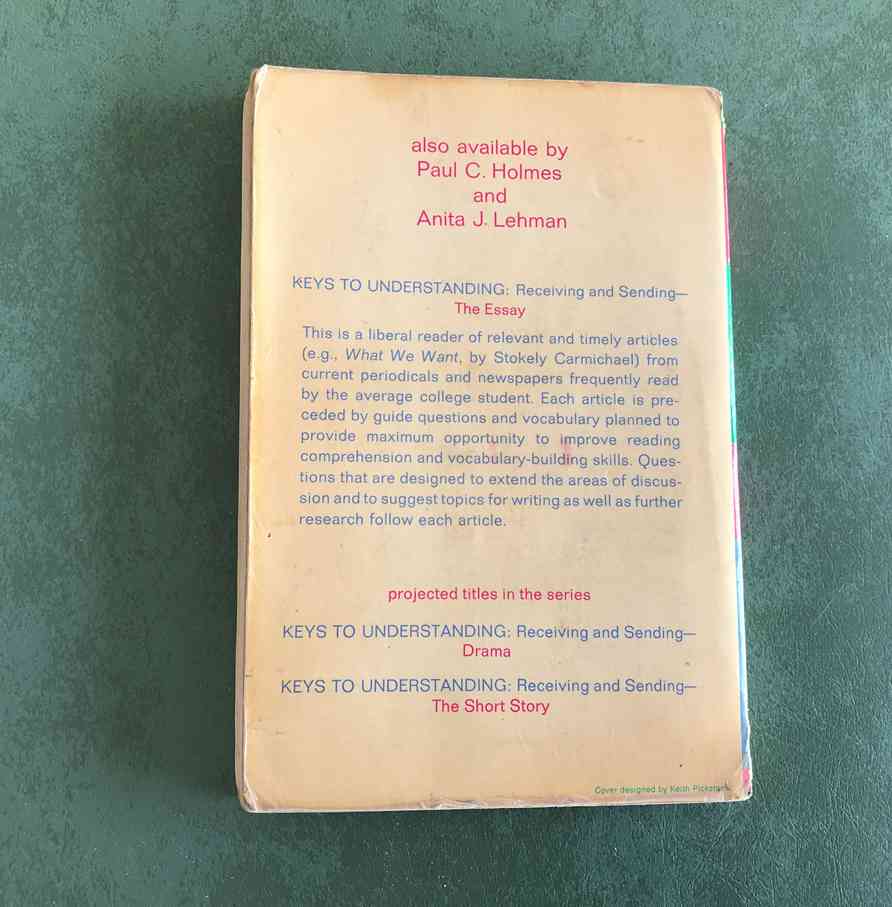 also available by
Paul C. Holmes
and
Anita J. Lehman
KEYS TO UNDERSTANDING: Receiving and Sending—
The Essay
This is a liberal reader of relevant and timely articles
(e.g., What We Want, by Stokely Carmichael) from
current periodicals and newspapers frequently read
by the average college student. Each article is pre-
ceded by guide questions and vocabulary planned to
provide maximum opportunity to improve reading
comprehension and vocabulary-building skills. Ques-
tions that are designed to extend the areas of discus-
sion and to suggest topics for writing as well as further
research follow each article.
projected titles in the series
KEYS TO UNDERSTANDING: Receiving and Sending—
Drama
KEYS TO UNDERSTANDING: Receiving and Sending—
The Short Story
Cover designed by Keith